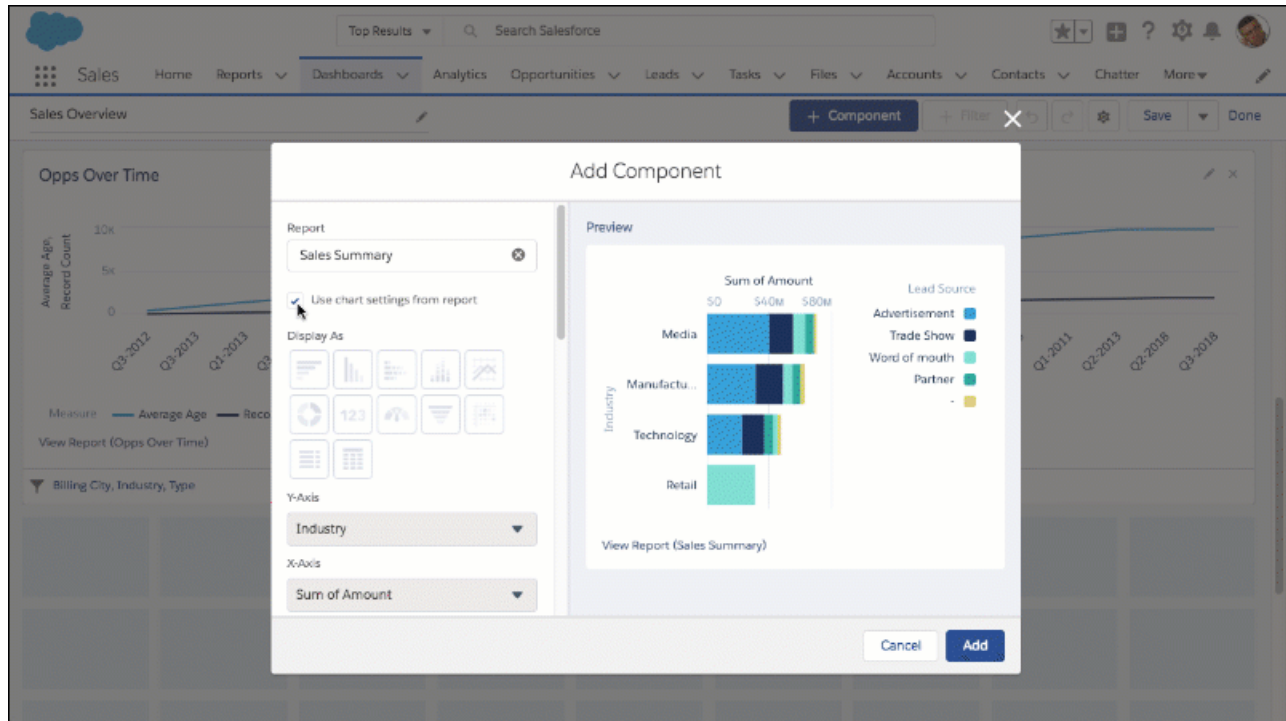 Top Results Search Salesforce
Sales Home Reports Dashboards Analytics Opportunities Leads Tasks Files Accounts Contacts Chatter More
Sales Overview + Component + Filter Save Done
Add Component
Opps Over Time
Average Age,
Record Count
10K
5K
0
Q3-2012 Q3-2013 Q1-2013
Q1-2011 Q2-2013 Q2-2018 Q3-2018
Measure Average Age Reco
View Report (Opps Over Time)
Billing City, Industry, Type
Report
Sales Summary
Use chart settings from report
Display As
123
Y-Axis
Industry
X-Axis
Sum of Amount
Preview
Sum of Amount
$0 $40M $80M
Industry
Media
Manufactu...
Technology
Retail
Lead Source
Advertisement
Trade Show
Word of mouth
Partner
-
View Report (Sales Summary)
Cancel Add